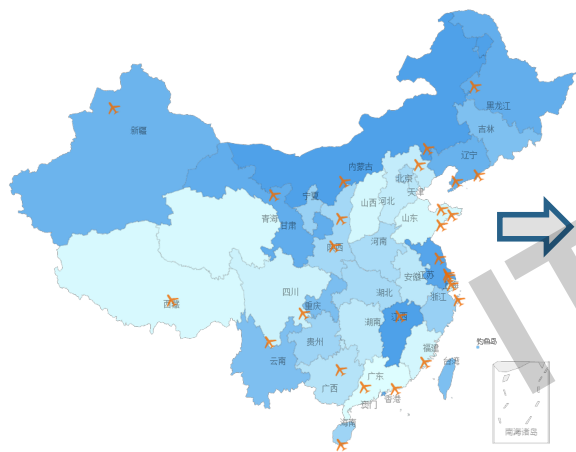 黑龙江
新疆
吉林
辽宁
内蒙古
北京
天津
宁夏
山西
河北
青海
山东
甘肃
陕西
河南
江苏
安徽
西藏
四川
重庆
湖北
浙江
江西
湖南
贵州
福建
钓鱼岛
云南
台湾
广西
广东
香港
澳门
海南
南海诸岛